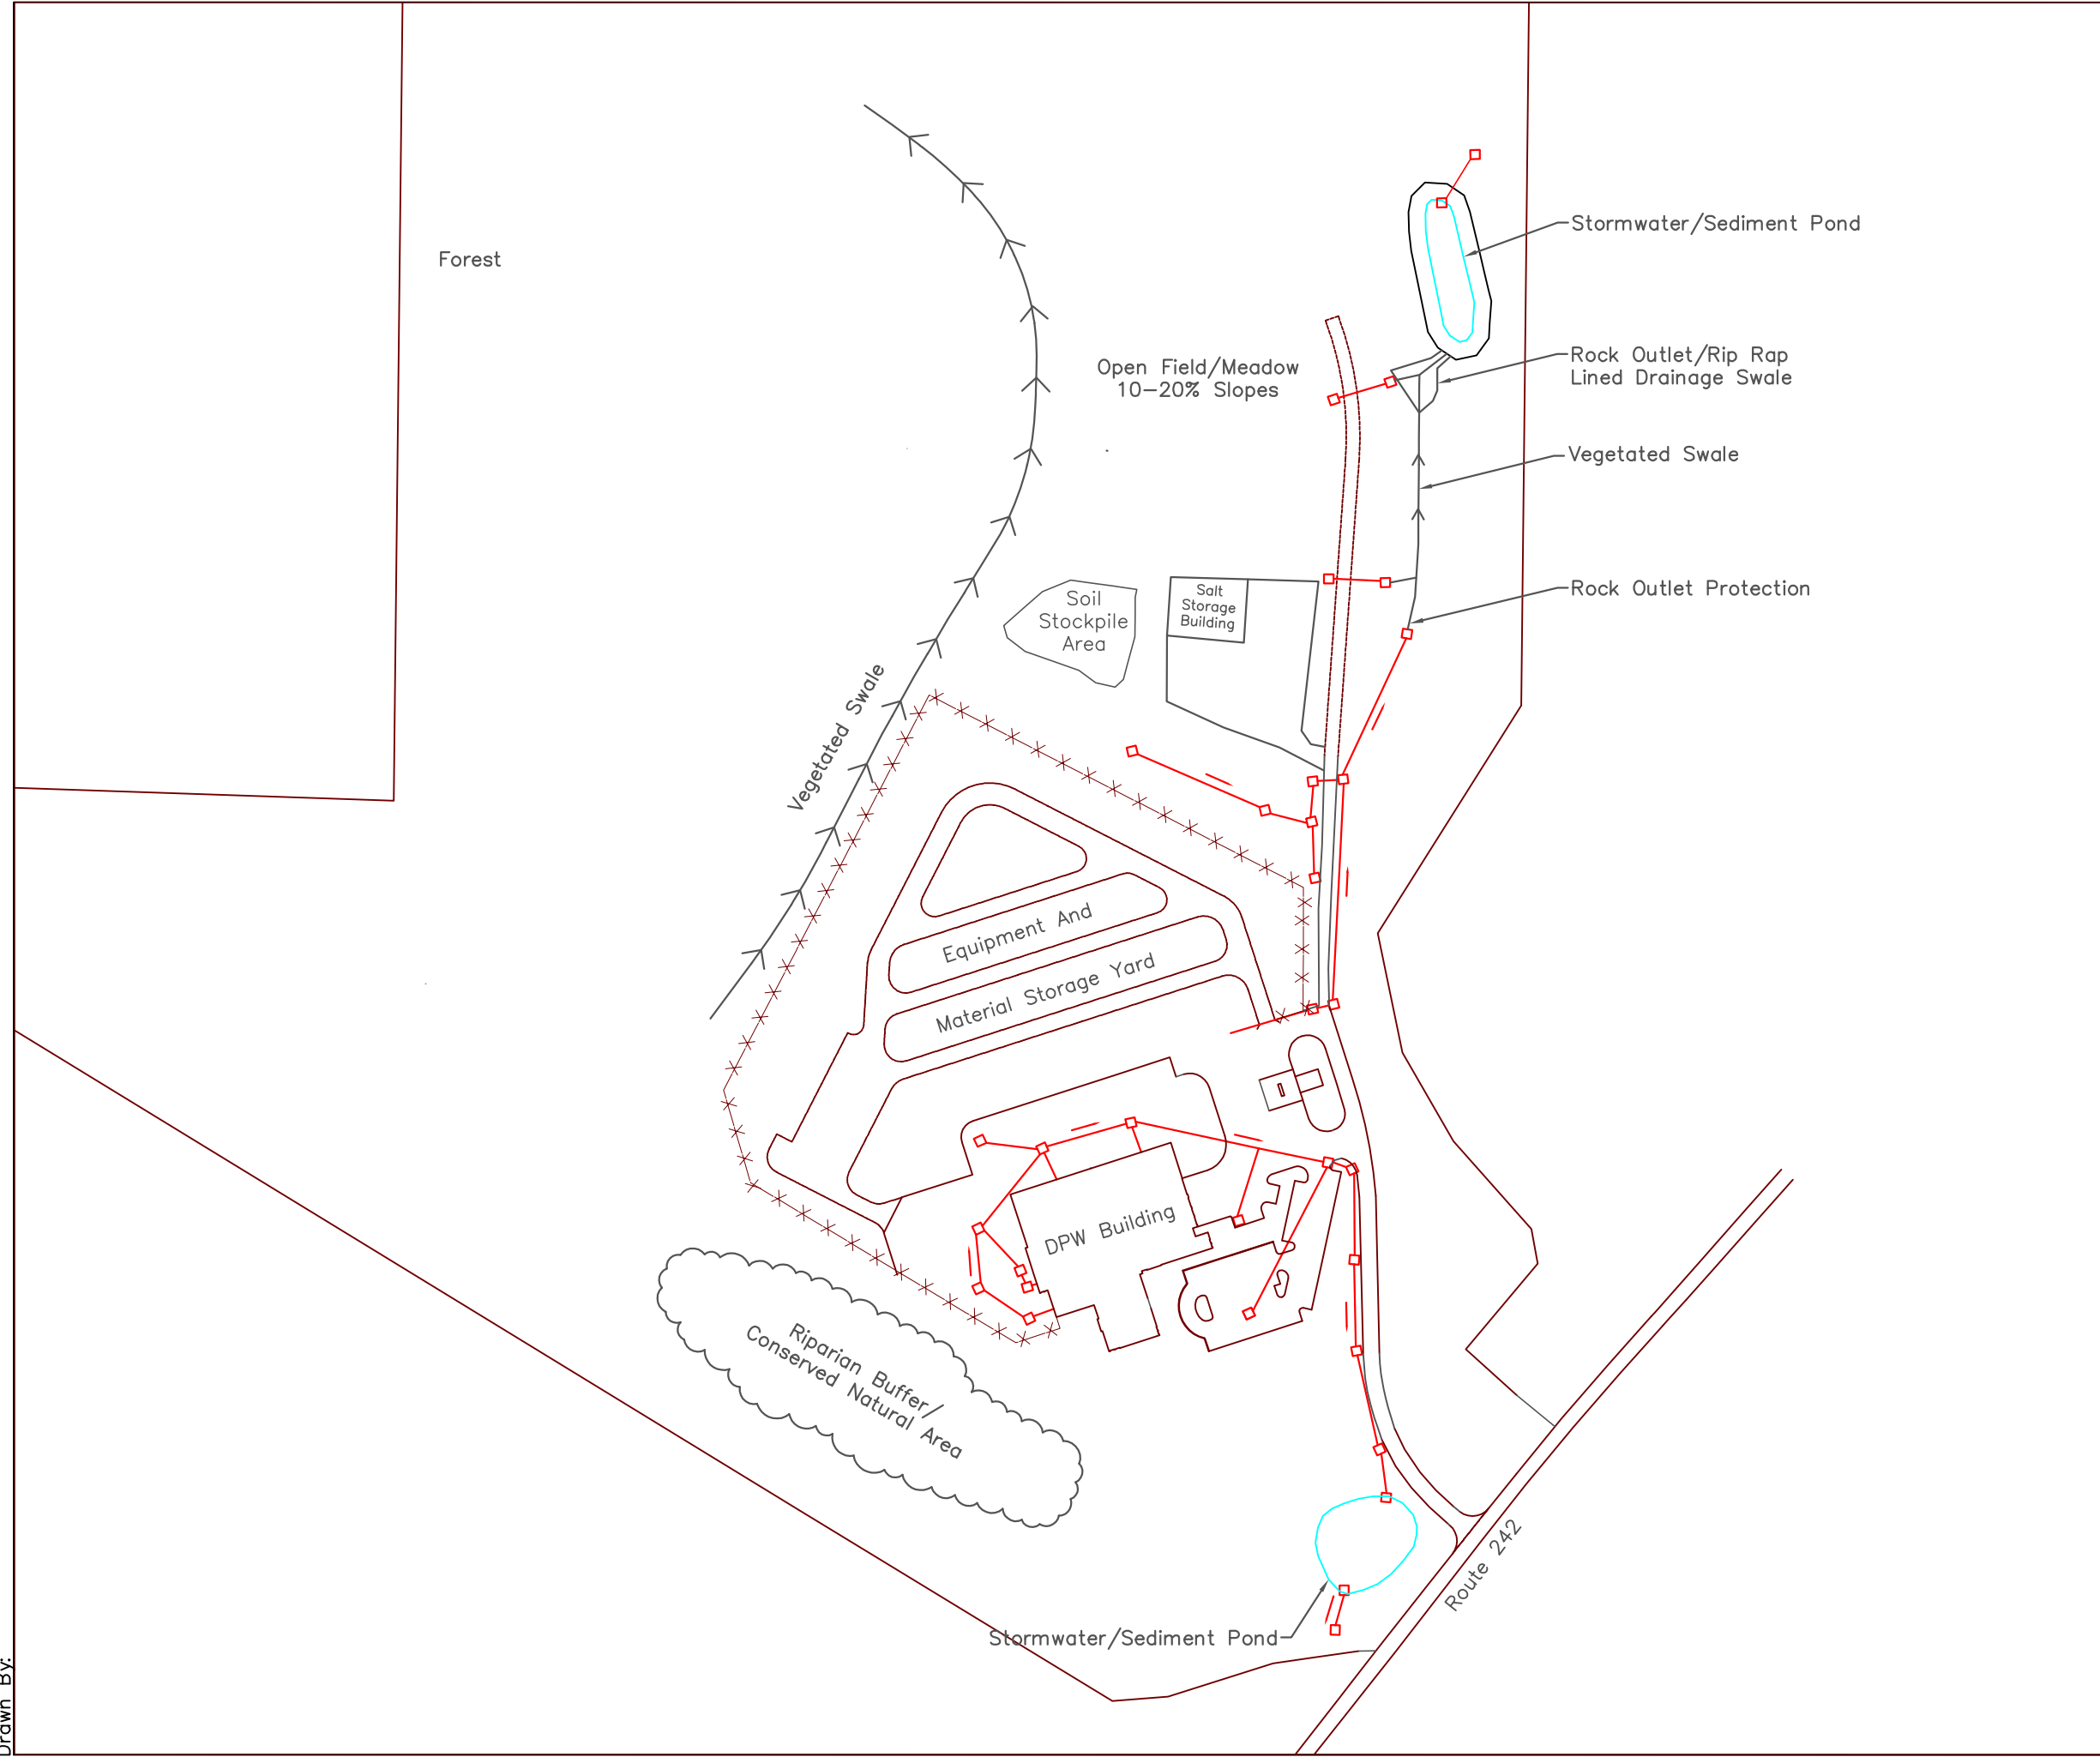 Stormwater/Sediment Pond
Forest
Rock Outlet/Rip Rap
Lined Drainage Swale
Open Field/Meadow
10-20% Slopes
Vegetated Swale
Rock Outlet Protection
Salt
Storage
Building
Soil
Stockpile
Area
Vegetated Swale
Equipment And
Material Storage Yard
DPW Building
Riparian Buffer/
Conserved Natural Area
Route 242
Stormwater/Sediment Pond
Drawn By: